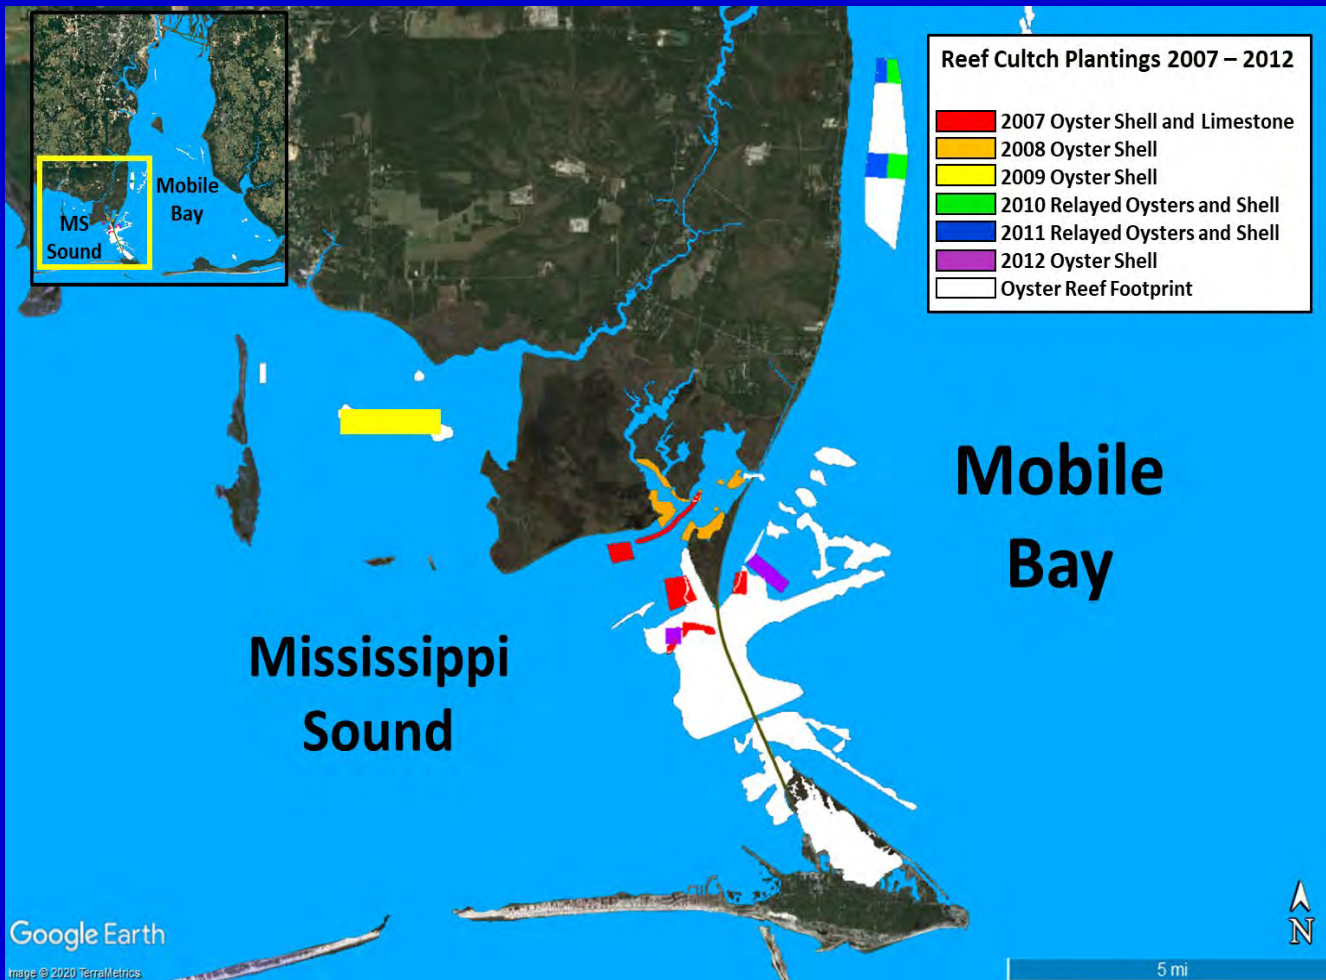 Mobile
Bay
MS
Sound
Reef Cultch Plantings 2007 – 2012
2007 Oyster Shell and Limestone
2008 Oyster Shell
2009 Oyster Shell
2010 Relayed Oysters and Shell
2011 Relayed Oysters and Shell
2012 Oyster Shell
Oyster Reef Footprint
Mobile
Bay
Mississippi
Sound
Google Earth
Image © 2020 TerraMetrics
N
5 mi